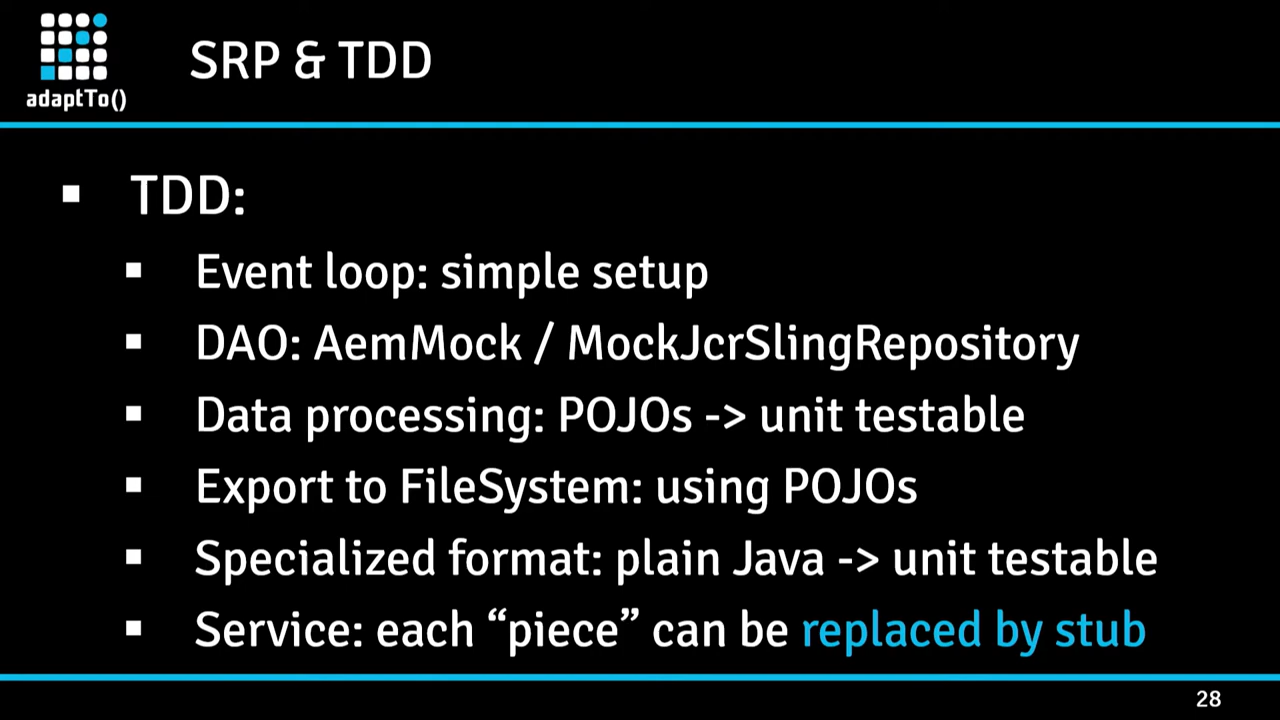 adaptTo()
SRP & TDD
TDD:
Event loop: simple setup
DAO: AemMock / MockJcrSlingRepository
Data processing: POJOs -> unit testable
Export to FileSystem: using POJOs
Specialized format: plain Java -> unit testable
Service: each “piece” can be replaced by stub
28